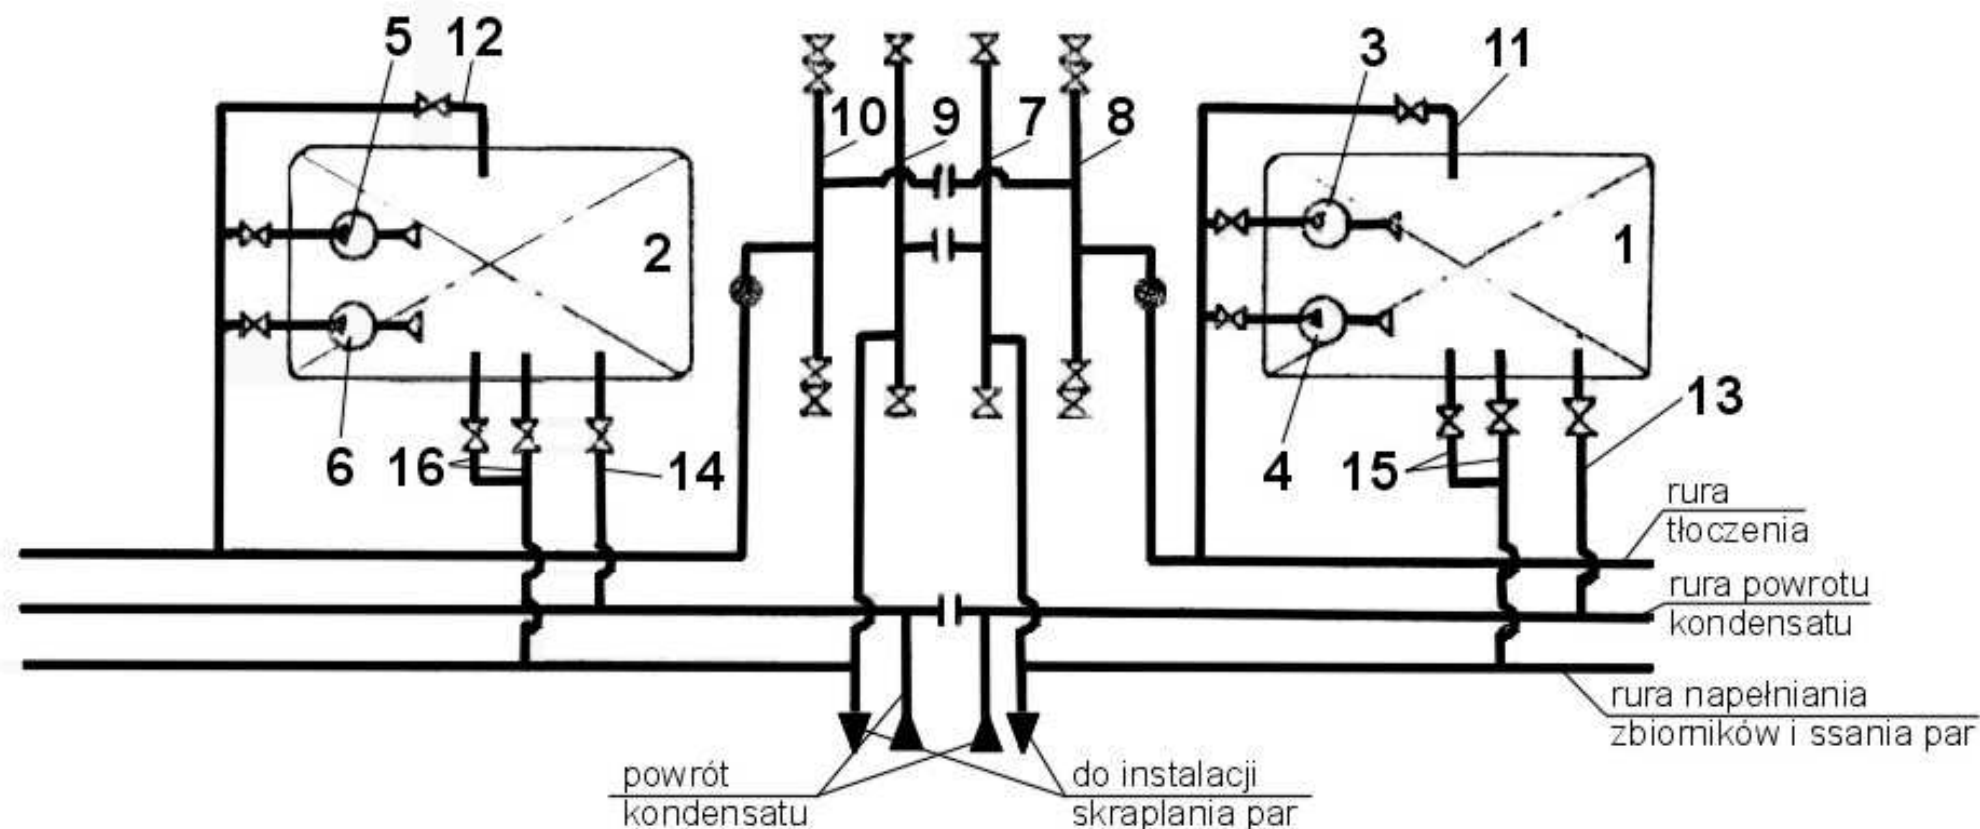 5 12
3
11
10 9 7 8
2
1
6 16 14
4 15
13
rura
tłoczenia
rura powrotu
kondensatu
rura napełniania
zbiorników i ssania par
powrót
kondensatu
do instalacji
skraplania par